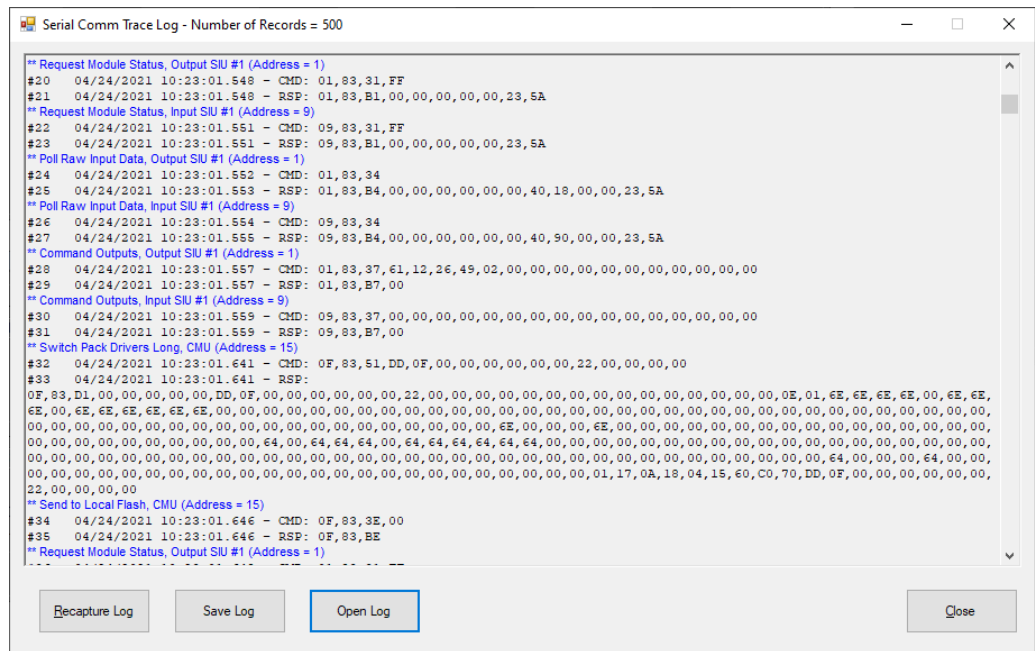 Serial Comm Trace Log - Number of Records = 500
** Request Module Status, Output SIU #1 (Address = 1)
#20 04/24/2021 10:23:01.548 - CMD: 01,83,31,FF
#21 04/24/2021 10:23:01.548 - RSP: 01,83,B1,00,00,00,00,00,23,5A
** Request Module Status, Input SIU #1 (Address = 9)
#22 04/24/2021 10:23:01.551 - CMD: 09,83,31,FF
#23 04/24/2021 10:23:01.551 - RSP: 09,83,B1,00,00,00,00,00,23,5A
** Poll Raw Input Data, Output SIU #1 (Address = 1)
#24 04/24/2021 10:23:01.552 - CMD: 01,83,34
#25 04/24/2021 10:23:01.553 - RSP: 01,83,B4,00,00,00,00,00,00,40,18,00,00,23,5A
** Poll Raw Input Data, Input SIU #1 (Address = 9)
#26 04/24/2021 10:23:01.554 - CMD: 09,83,34
#27 04/24/2021 10:23:01.555 - RSP: 09,83,B4,00,00,00,00,00,00,40,90,00,00,23,5A
** Command Outputs, Output SIU #1 (Address = 1)
#28 04/24/2021 10:23:01.557 - CMD: 01,83,37,61,12,26,49,02,00,00,00,00,00,00,00,00,00,00,00
#29 04/24/2021 10:23:01.557 - RSP: 01,83,B7,00
** Command Outputs, Input SIU #1 (Address = 9)
#30 04/24/2021 10:23:01.559 - CMD: 09,83,37,00,00,00,00,00,00,00,00,00,00,00,00,00,00,00,00
#31 04/24/2021 10:23:01.559 - RSP: 09,83,B7,00
** Switch Pack Drivers Long, CMU (Address = 15)
#32 04/24/2021 10:23:01.641 - CMD: 0F,83,51,DD,0F,00,00,00,00,00,00,22,00,00,00,00
#33 04/24/2021 10:23:01.641 - RSP:
0F,83,D1,00,00,00,00,00,DD,0F,00,00,00,00,00,00,22,00,00,00,00,00,00,00,00,00,00,00,00,00,00,00,0E,01,6E,6E,6E,6E,00,6E,6E,
6E,00,6E,6E,6E,6E,6E,6E,00,00,00,00,00,00,00,00,00,00,00,00,00,00,00,00,00,00,00,00,00,00,00,00,00,00,00,00,00,00,00,00,00,
00,00,00,00,00,00,00,00,00,00,00,00,00,00,00,00,00,00,00,00,6E,00,00,00,6E,00,00,00,00,00,00,00,00,00,00,00,00,00,00,00,00,
00,00,00,00,00,00,00,00,00,00,64,00,64,64,64,00,64,64,64,64,64,64,00,00,00,00,00,00,00,00,00,00,00,00,00,00,00,00,00,00,00,
00,00,00,00,00,00,00,00,00,00,00,00,00,00,00,00,00,00,00,00,00,00,00,00,00,00,00,00,00,00,00,00,00,00,64,00,00,00,64,00,00,
00,00,00,00,00,00,00,00,00,00,00,00,00,00,00,00,00,00,00,00,00,00,00,00,01,17,0A,18,04,15,60,C0,70,DD,0F,00,00,00,00,00,00,
22,00,00,00,00
** Send to Local Flash, CMU (Address = 15)
#34 04/24/2021 10:23:01.646 - CMD: 0F,83,3E,00
#35 04/24/2021 10:23:01.646 - RSP: 0F,83,BE
** Request Module Status, Output SIU #1 (Address = 1)
Recapture Log Save Log Open Log Close